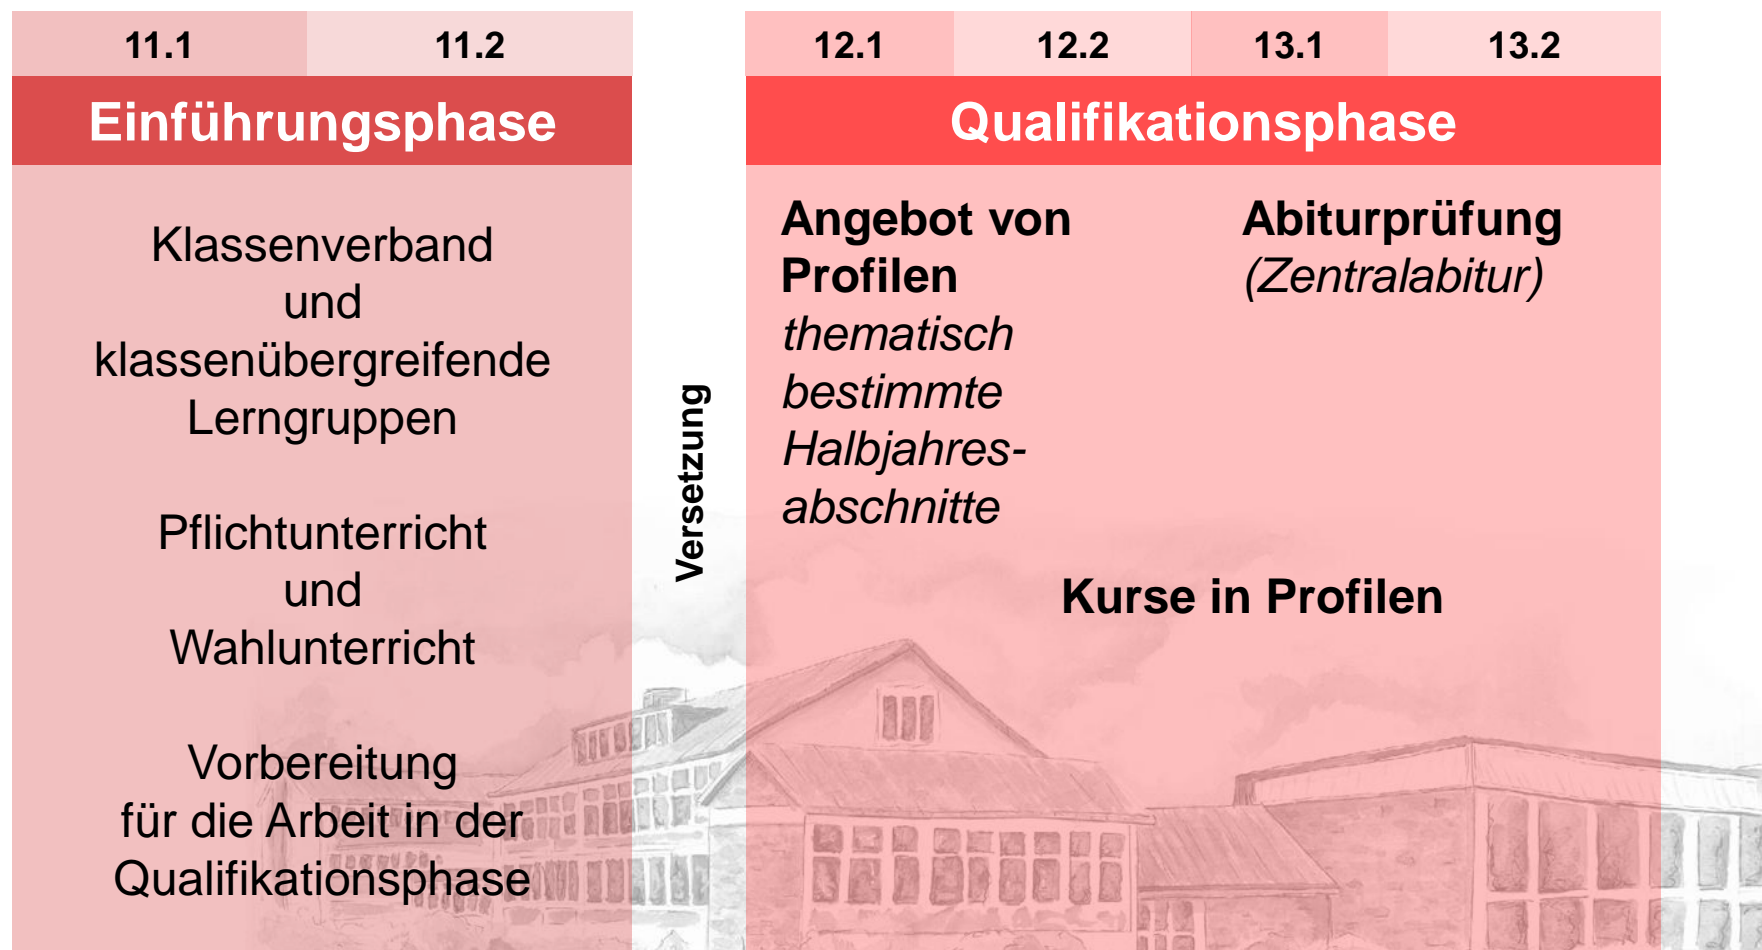 11.1 11.2
Einführungsphase
Klassenverband
und
klassenübergreifende
Lerngruppen
Pflichtunterricht
und
Wahlunterricht
Vorbereitung
für die Arbeit in der
Qualifikationsphase
Versetzung
12.1 12.2 13.1 13.2
Qualifikationsphase
Angebot von
Profilen
thematisch
bestimmte
Halbjahres-
abschnitte
Abiturprüfung
(Zentralabitur)
Kurse in Profilen